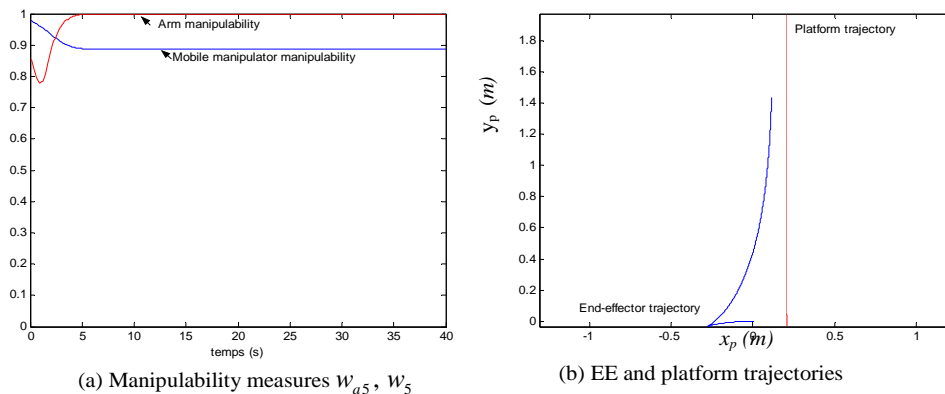 1
0.9
0.8
0.7
0.6
0.5
0.4
0.3
0.2
0.1
0
Arm manipulability
Mobile manipulator manipulability
0 5 10 15 20 25 30 35 40
temps (s)
(a) Manipulability measures w_{a5}, w_5
y_p (m)
1.8
1.6
1.4
1.2
1
0.8
0.6
0.4
0.2
0
Platform trajectory
End-effector trajectory
-1 -0.5 0 0.5 1
x_p (m)
(b) EE and platform trajectories